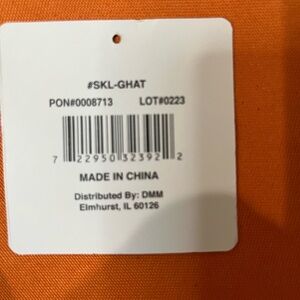 #SKL-GHAT
PON#0008713 LOT#0223
7 22950 32392 2
MADE IN CHINA
Distributed By: DMM
Elmhurst, IL 60126